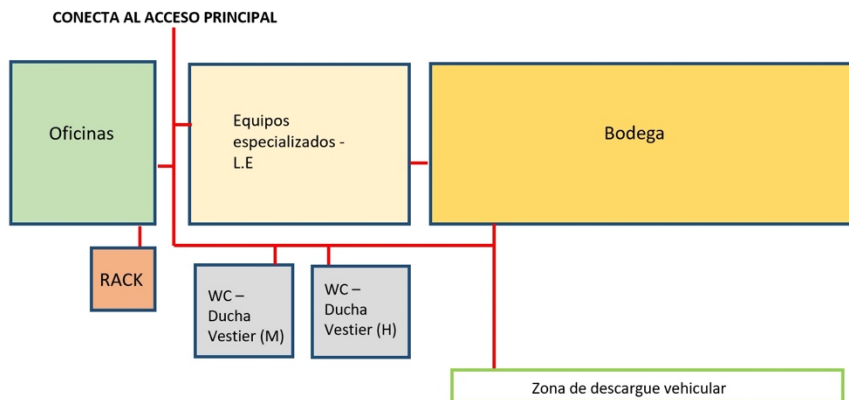 CONECTA AL ACCESO PRINCIPAL
Oficinas
Equipos
especializados -
L.E
Bodega
RACK
WC –
Ducha
Vestier (M)
WC –
Ducha
Vestier (H)
Zona de descargue vehicular